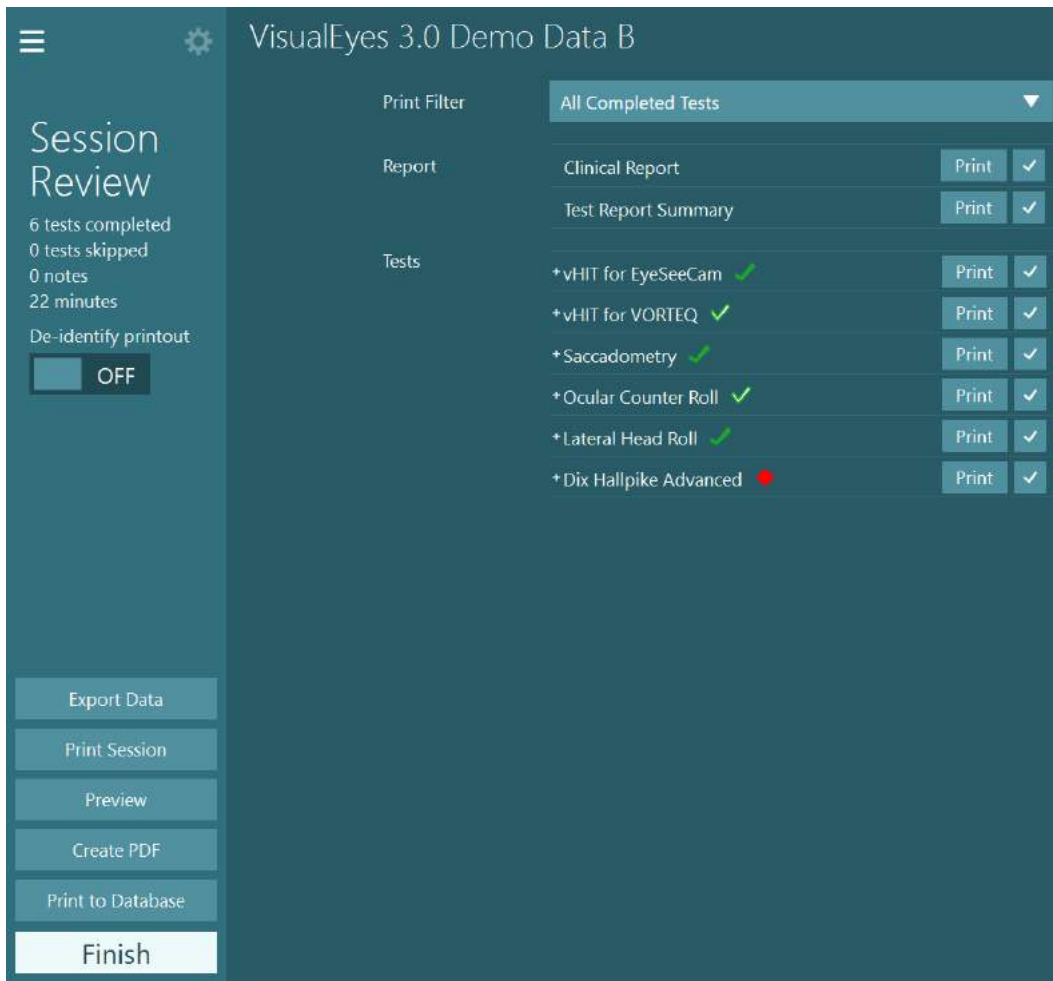 VisualEyes 3.0 Demo Data B
Session
Review
6 tests completed
0 tests skipped
0 notes
22 minutes
De-identify printout
OFF
Export Data
Print Session
Preview
Create PDF
Print to Database
Finish
Print Filter All Completed Tests
Report Clinical Report Print
Test Report Summary Print
Tests +vHIT for EyeSeeCam Print
+vHIT for VORTEQ Print
+Saccadometry Print
+Ocular Counter Roll Print
+Lateral Head Roll Print
+Dix Hallpike Advanced Print